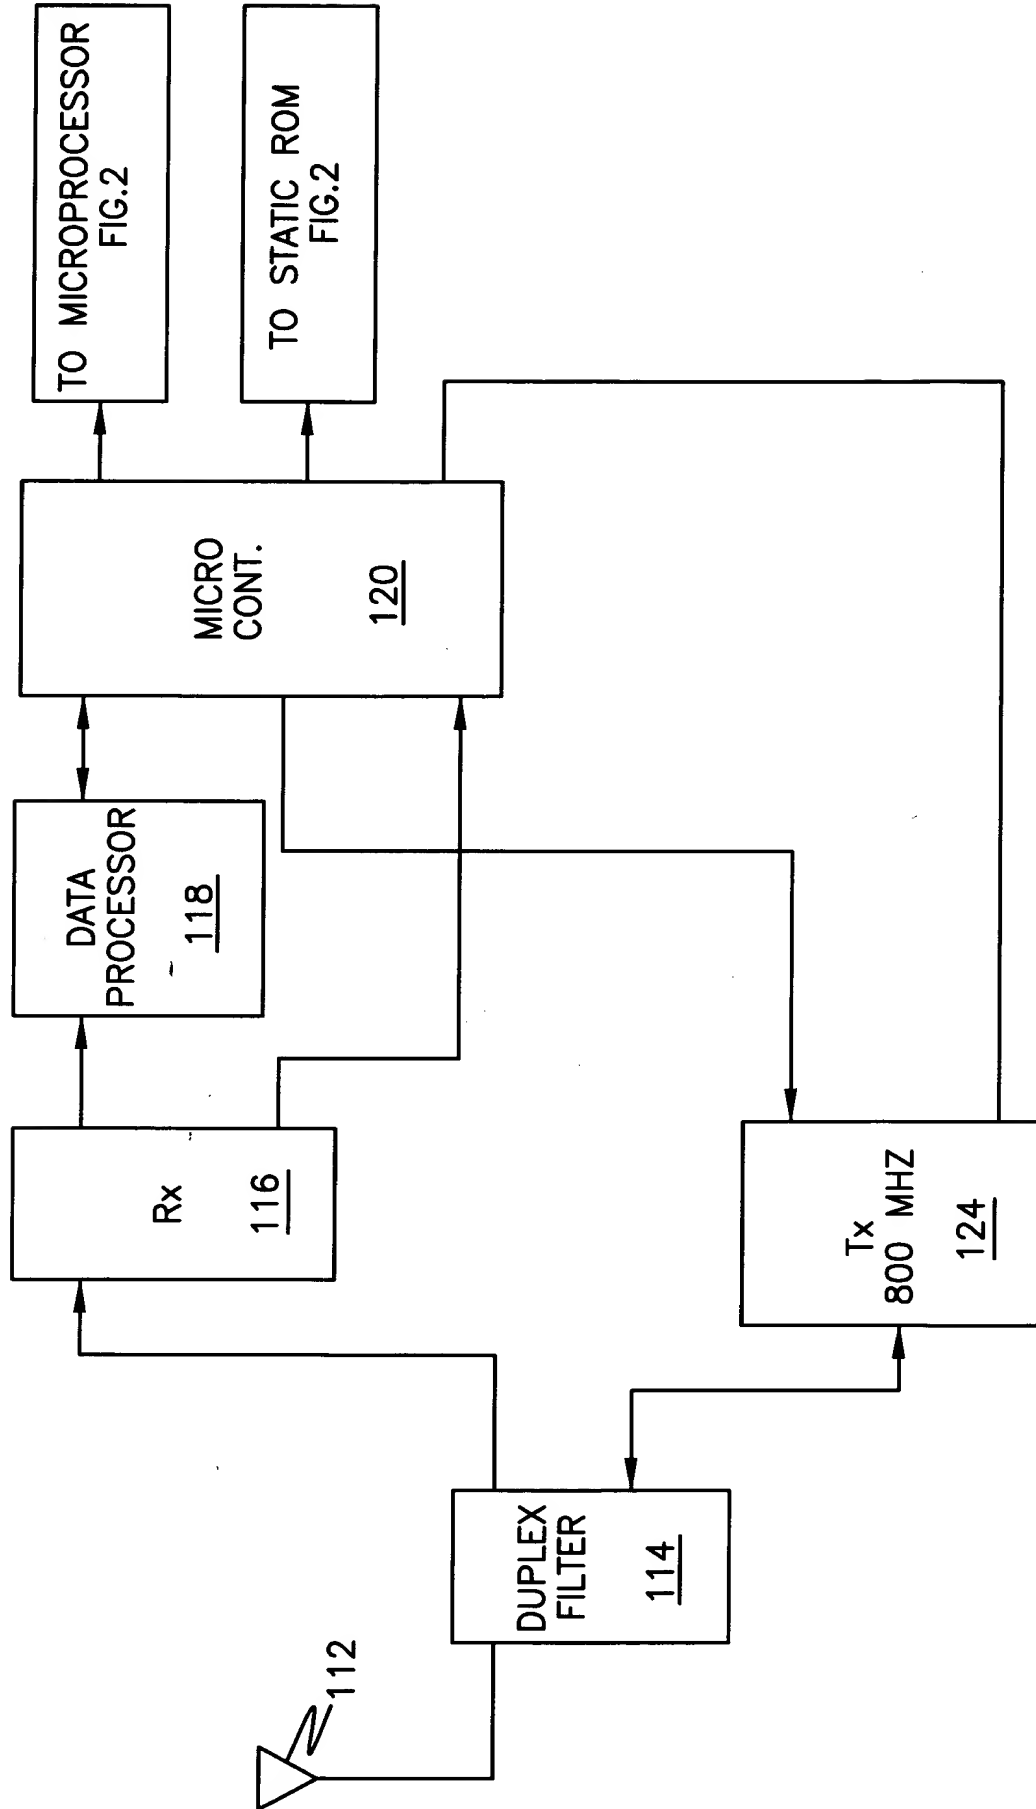 112
DUPLEX
FILTER
114
Rx
116
Tx
800 MHZ
124
DATA
PROCESSOR
118
MICRO
CONT.
120
TO MICROPROCESSOR
FIG.2
TO STATIC ROM
FIG.2